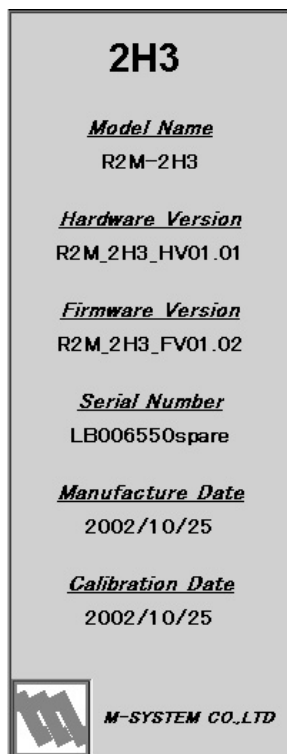 2H3
Model Name
R2M-2H3
Hardware Version
R2M_2H3_HV01.01
Firmware Version
R2M_2H3_FV01.02
Serial Number
LB006550spare
Manufacture Date
2002/10/25
Calibration Date
2002/10/25
M-SYSTEM CO.,LTD